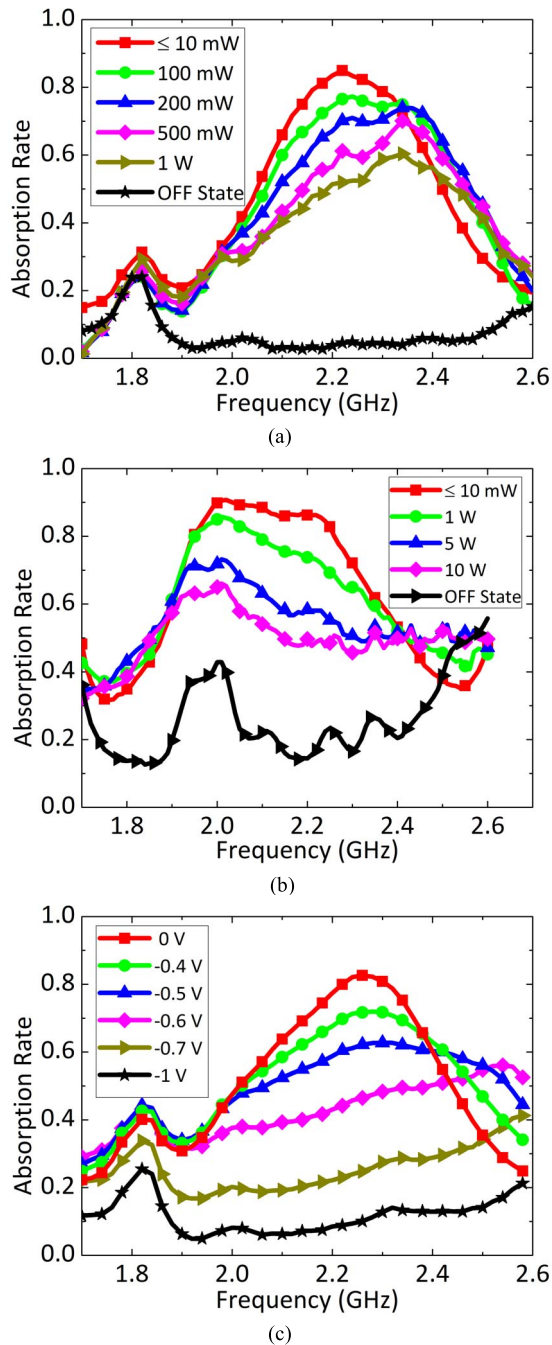 1.0
0.8
0.6
0.4
0.2
0.0
Absorption Rate
≤ 10 mW
100 mW
200 mW
500 mW
1 W
OFF State
1.8 2.0 2.2 2.4 2.6
Frequency (GHz)
(a)
1.0
0.8
0.6
0.4
0.2
0.0
Absorption Rate
≤ 10 mW
1 W
5 W
10 W
OFF State
1.8 2.0 2.2 2.4 2.6
Frequency (GHz)
(b)
1.0
0.8
0.6
0.4
0.2
0.0
Absorption Rate
0 V
-0.4 V
-0.5 V
-0.6 V
-0.7 V
-1 V
1.8 2.0 2.2 2.4 2.6
Frequency (GHz)
(c)